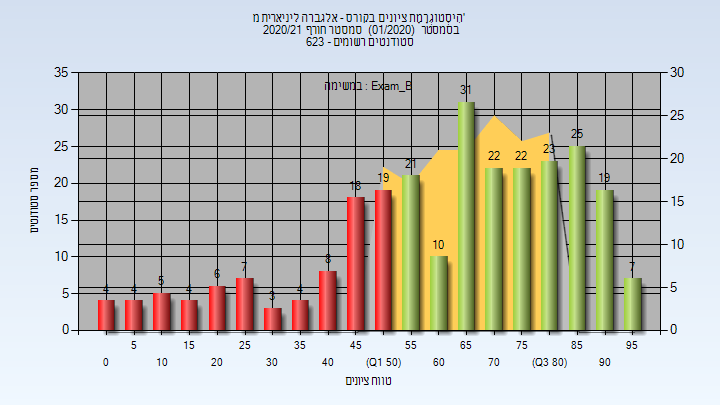 היסטוגרמת ציונים בקורס - אלגברה ליניארית מ'
בסמסטר (01/2020) סמסטר חורף 2020/21
סטודנטים רשומים - 623
במשימה : Exam_B
מספר סטודנטים
35 30 25 20 15 10 5 0
30 25 20 15 10 5 0
4 4 5 4 6 7 3 4 8 18 19 21 10 31 22 22 23 25 19 7
5 15 25 35 45 55 65 75 85 95
0 10 20 30 40 (Q1 50) 60 70 (Q3 80) 90
טווח ציונים